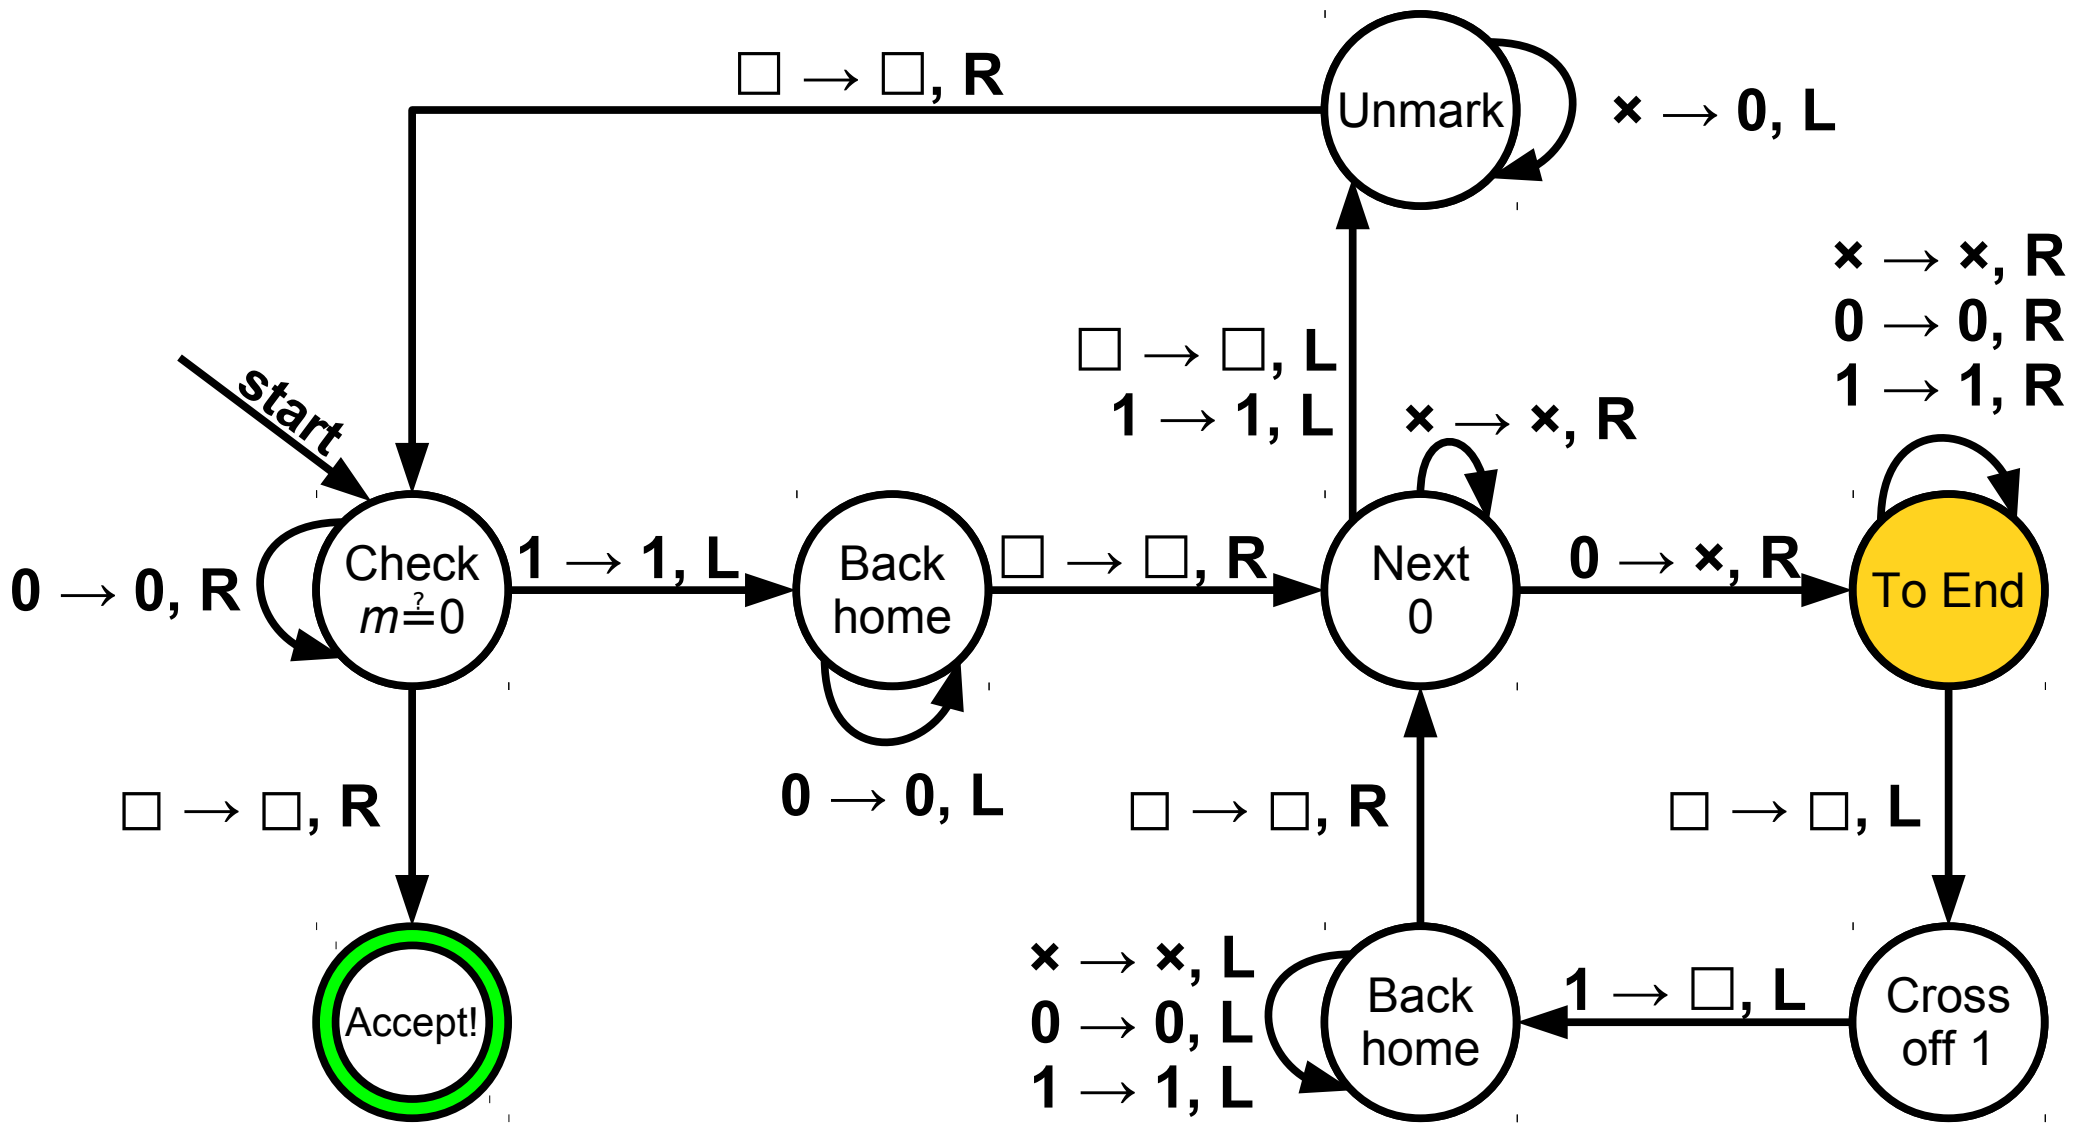 □ → □, R
Unmark
× → 0, L
× → ×, R
0 → 0, R
1 → 1, R
□ → □, L
1 → 1, L
× → ×, R
start
0 → 0, R
Check
m≟0
1 → 1, L
Back
home
□ → □, R
Next
0
0 → ×, R
To End
0 → 0, L
□ → □, R
□ → □, R
□ → □, L
Accept!
× → ×, L
0 → 0, L
1 → 1, L
Back
home
1 → □, L
Cross
off 1